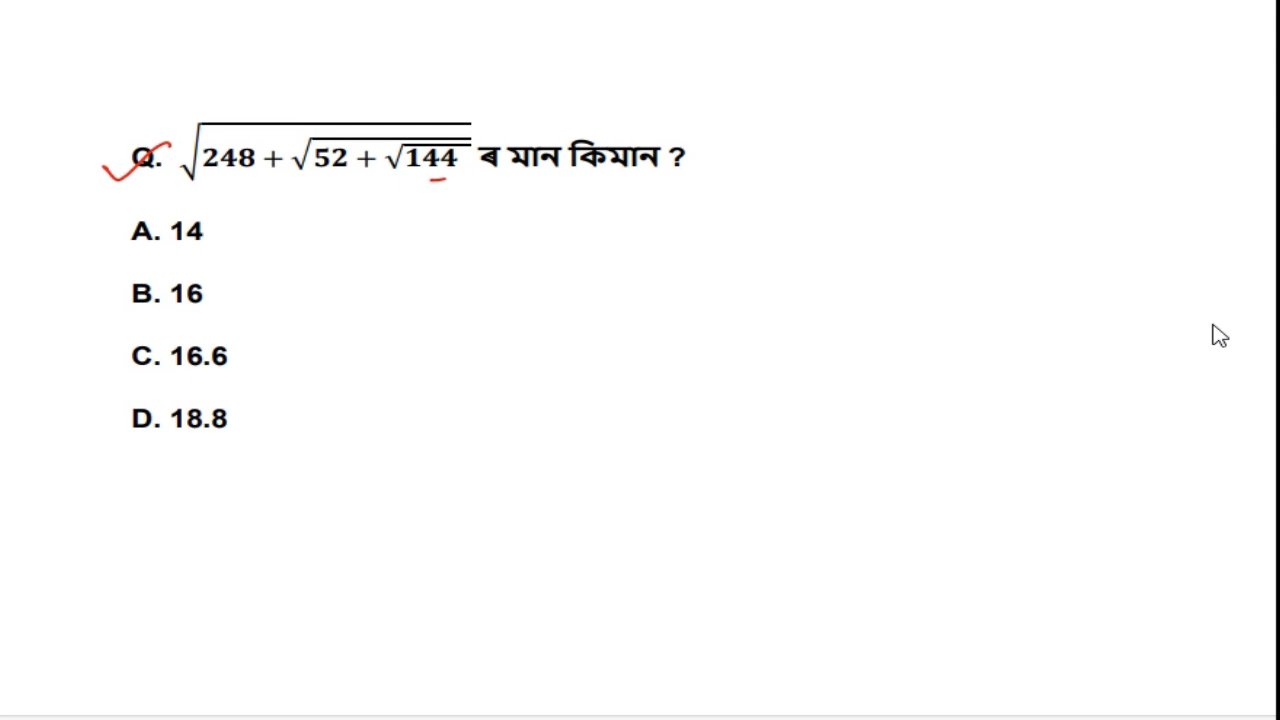 Q. √248 + √52 + √144 ৰ মান কিমান ?
A. 14
B. 16
C. 16.6
D. 18.8